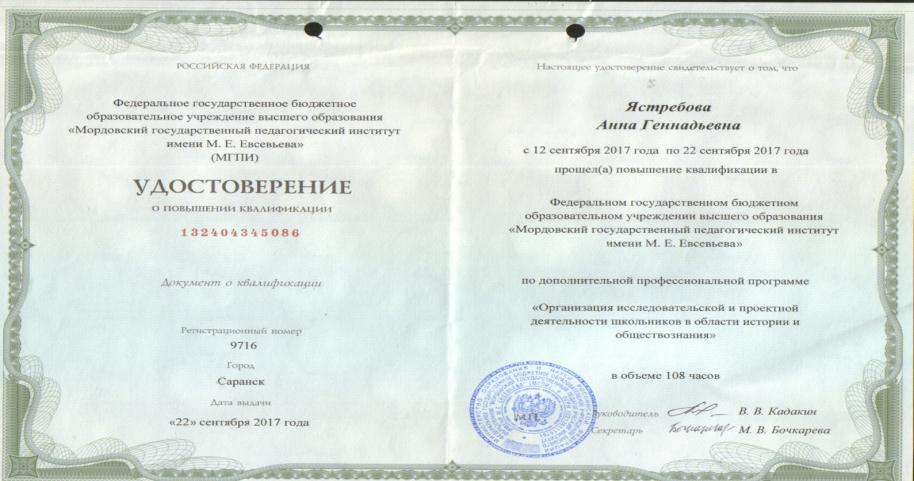 РОССИЙСКАЯ ФЕДЕРАЦИЯ
Федеральное государственное бюджетное
образовательное учреждение высшего образования
«Мордовский государственный педагогический институт
имени М. Е. Евсевьева»
(МГПИ)
УДОСТОВЕРЕНИЕ
О ПОВЫШЕНИИ КВАЛИФИКАЦИИ
132404345086
Документ о квалификации
Регистрационный номер
9716
Город
Саранск
Дата выдачи
«22» сентября 2017 года
Настоящее удостоверение свидетельствует о том, что
Ястребова
Анна Геннадьевна
с 12 сентября 2017 года по 22 сентября 2017 года
прошел(а) повышение квалификации в
Федеральном государственном бюджетном
образовательном учреждении высшего образования
«Мордовский государственный педагогический институт
имени М. Е. Евсевьева»
по дополнительной профессиональной программе
«Организация исследовательской и проектной
деятельности школьников в области истории и
обществознания»
в объеме 108 часов
М.П.
Руководитель В. В. Кадакин
Секретарь М. В. Бочкарева